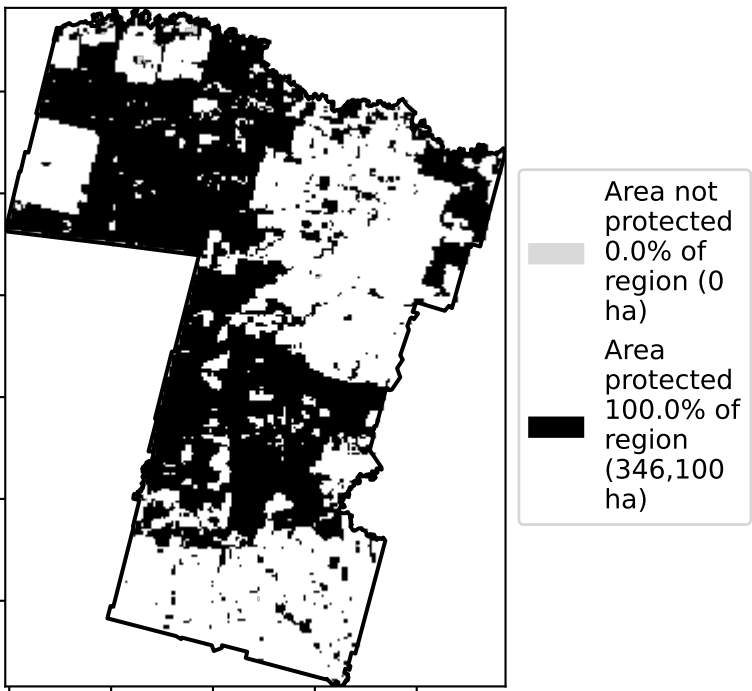 Area not
protected
0.0% of
region (0
ha)
Area
protected
100.0% of
region
(346,100
ha)